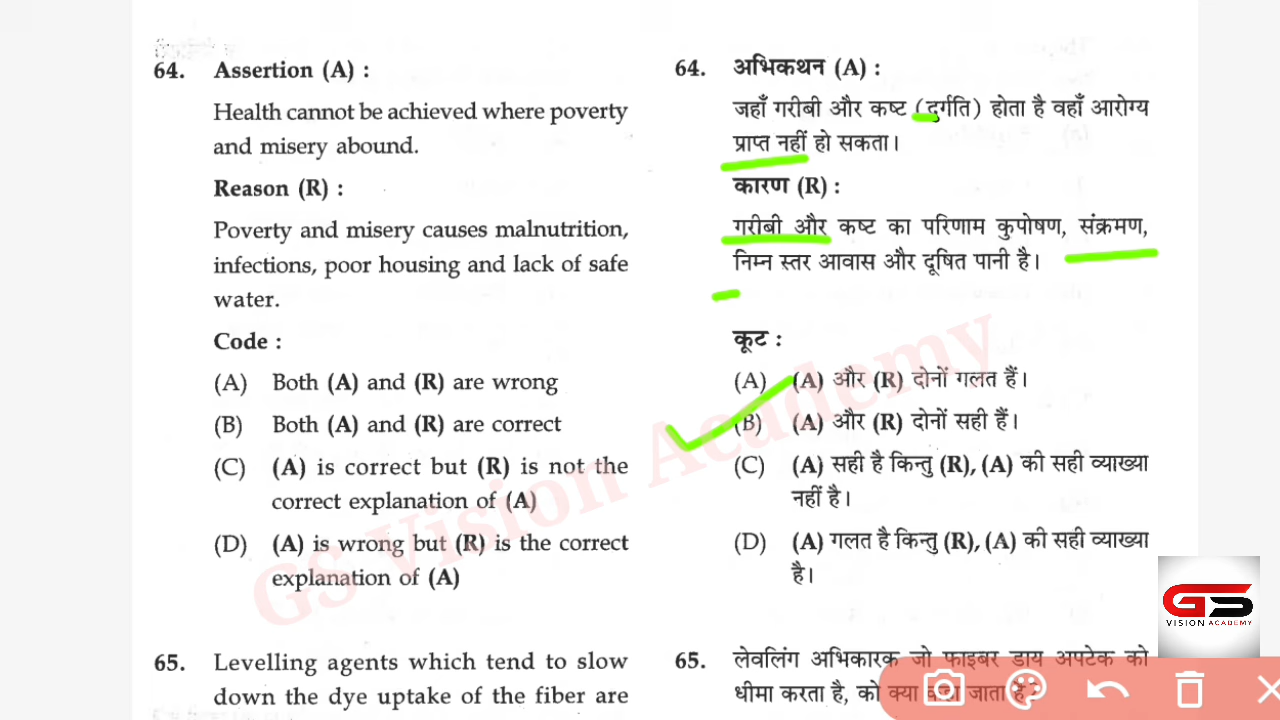 64. Assertion (A) :
Health cannot be achieved where poverty
and misery abound.
Reason (R) :
Poverty and misery causes malnutrition,
infections, poor housing and lack of safe
water.
Code :
(A) Both (A) and (R) are wrong
(B) Both (A) and (R) are correct
(C) (A) is correct but (R) is not the
correct explanation of (A)
(D) (A) is wrong but (R) is the correct
explanation of (A)
65. Levelling agents which tend to slow
down the dye uptake of the fiber are
64. अभिकथन (A) :
जहाँ गरीबी और कष्ट (दुर्गति) होता है वहाँ आरोग्य
प्राप्त नहीं हो सकता।
कारण (R) :
गरीबी और कष्ट का परिणाम कुपोषण, संक्रमण,
निम्न स्तर आवास और दूषित पानी है।
कूट :
(A) (A) और (R) दोनों गलत हैं।
(B) (A) और (R) दोनों सही हैं।
(C) (A) सही है किन्तु (R), (A) की सही व्याख्या
नहीं है।
(D) (A) गलत है किन्तु (R), (A) की सही व्याख्या
है।
65. लेवलिंग अभिकारक जो फाइबर डाय अपटेक को
धीमा करता है, को क्या कहा जाता है?
GS Vision Academy
GS
VISION ACADEMY